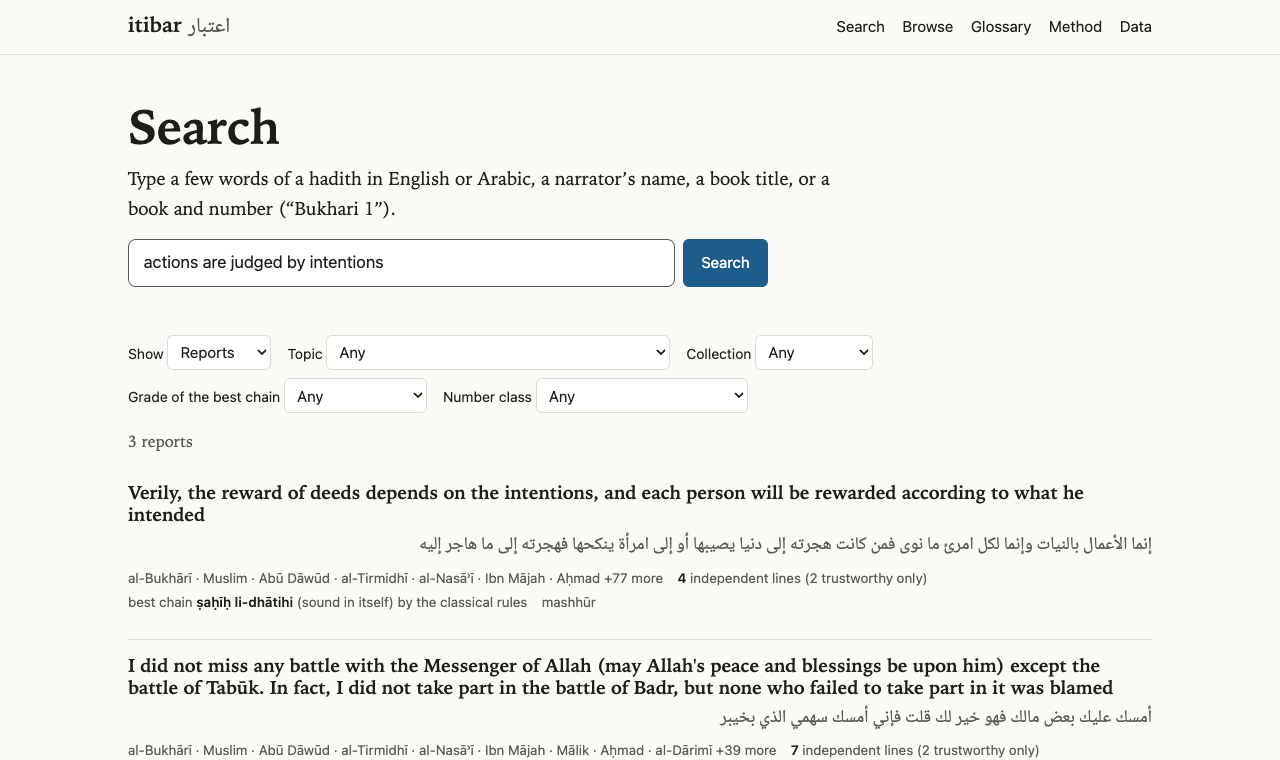 itibar اعتبار
Search Browse Glossary Method Data
Search
Type a few words of a hadith in English or Arabic, a narrator’s name, a book title, or a
book and number (“Bukhari 1”).
actions are judged by intentions Search
Show Reports Topic Any Collection Any
Grade of the best chain Any Number class Any
3 reports
Verily, the reward of deeds depends on the intentions, and each person will be rewarded according to what he
intended
إنما الأعمال بالنيات وإنما لكل امرئ ما نوى فمن كانت هجرته إلى دنيا يصيبها أو إلى امرأة ينكحها فهجرته إلى ما هاجر إليه
al-Bukhārī · Muslim · Abū Dāwūd · al-Tirmidhī · al-Nasāʾī · Ibn Mājah · Aḥmad +77 more 4 independent lines (2 trustworthy only)
best chain ṣaḥīḥ li-dhātihi (sound in itself) by the classical rules mashhūr
I did not miss any battle with the Messenger of Allah (may Allah's peace and blessings be upon him) except the
battle of Tabūk. In fact, I did not take part in the battle of Badr, but none who failed to take part in it was blamed
أمسك عليك بعض مالك فهو خير لك قلت فإني أمسك سهمي الذي بخيبر
al-Bukhārī · Muslim · Abū Dāwūd · al-Tirmidhī · al-Nasāʾī · Ibn Mājah · Mālik · Aḥmad · al-Dārimī +39 more 7 independent lines (2 trustworthy only)